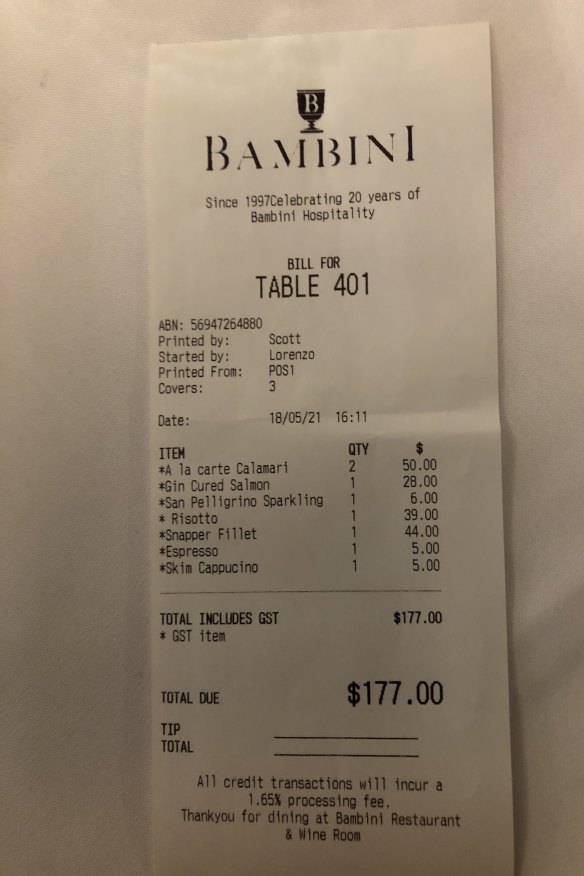 B
BAMBINI
Since 1997Celebrating 20 years of
Bambini Hospitality
BILL FOR
TABLE 401
ABN: 56947264880
Printed by: Scott
Started by: Lorenzo
Printed From: POS1
Covers: 3
Date: 18/05/21 16:11
ITEM QTY $
*A la carte Calamari 2 50.00
*Gin Cured Salmon 1 28.00
*San Pelligrino Sparkling 1 6.00
* Risotto 1 39.00
*Snapper Fillet 1 44.00
*Espresso 1 5.00
*Skim Cappucino 1 5.00
TOTAL INCLUDES GST $177.00
* GST item
TOTAL DUE $177.00
TIP
TOTAL
All credit transactions will incur a
1.65% processing fee.
Thankyou for dining at Bambini Restaurant
& Wine Room